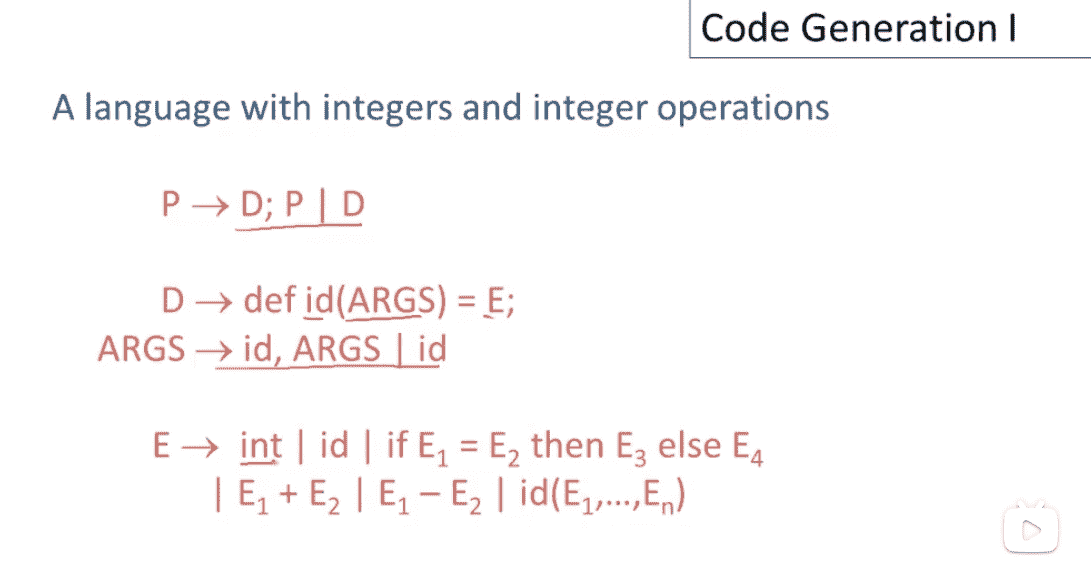 Code Generation I
A language with integers and integer operations
P → D; P | D
D → def id(ARGS) = E;
ARGS → id, ARGS | id
E → int | id | if E₁ = E₂ then E₃ else E₄
| E₁ + E₂ | E₁ – E₂ | id(E₁,...,Eₙ)